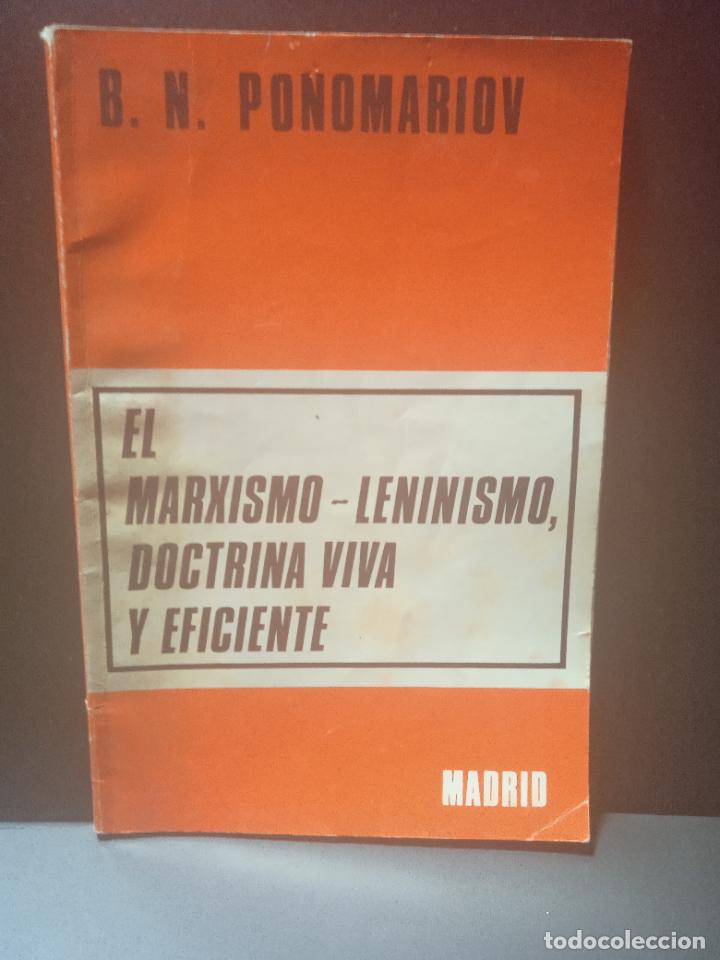 B. N. PONOMARIOV
EL
MARXISMO - LENINISMO,
DOCTRINA VIVA
Y EFICIENTE
MADRID
todocoleccion